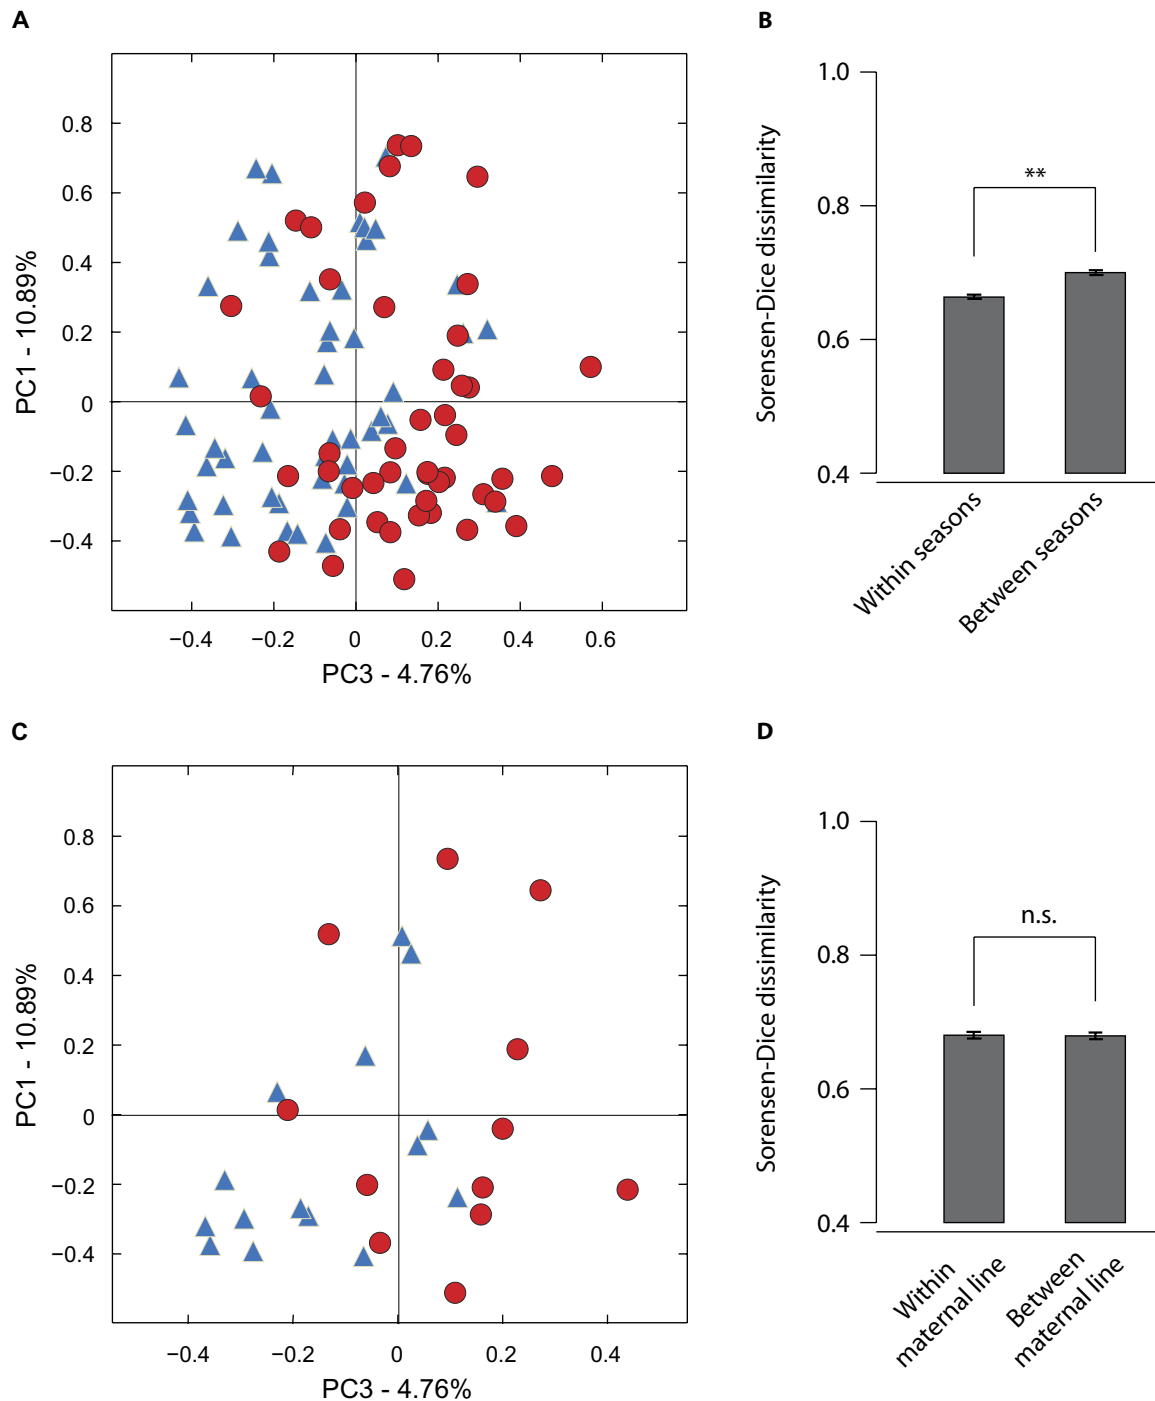 A
0.8
0.6
0.4
0.2
0
−0.2
−0.4
PC1 - 10.89%
−0.4 −0.2 0 0.2 0.4 0.6
PC3 - 4.76%
B
1.0
0.8
0.6
0.4
Sorensen-Dice dissimilarity
**
Within seasons
Between seasons
C
0.8
0.6
0.4
0.2
0
−0.2
−0.4
PC1 - 10.89%
−0.4 −0.2 0 0.2 0.4
PC3 - 4.76%
D
1.0
0.8
0.6
0.4
Sorensen-Dice dissimilarity
n.s.
Within
maternal line
Between
maternal line